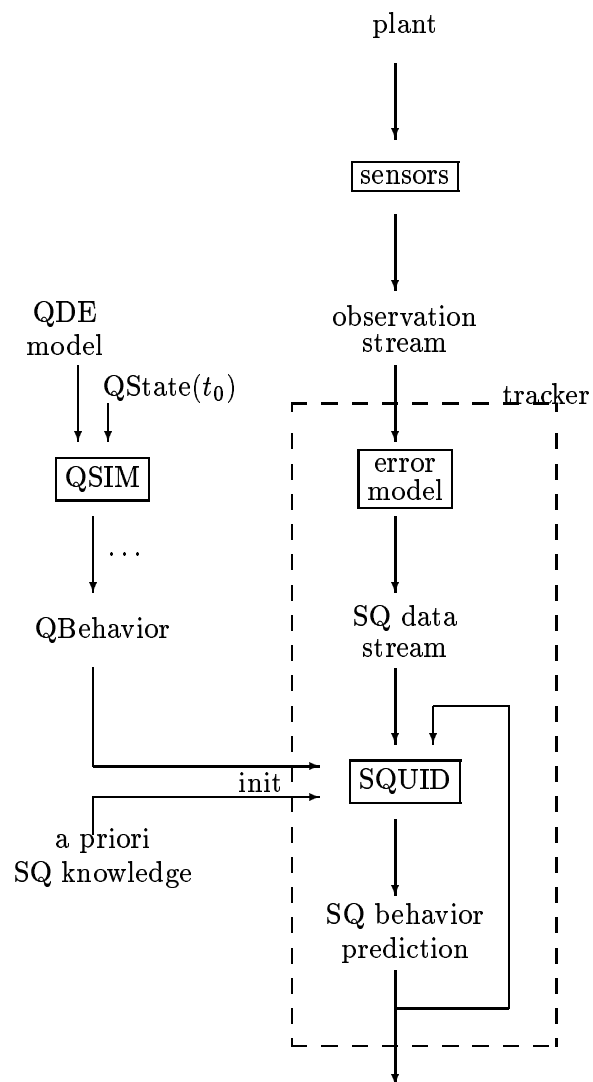 plant
sensors
QDE
model
observation
stream
QState(t₀)
tracker
QSIM
error
model
...
QBehavior
SQ data
stream
init
SQUID
a priori
SQ knowledge
SQ behavior
prediction